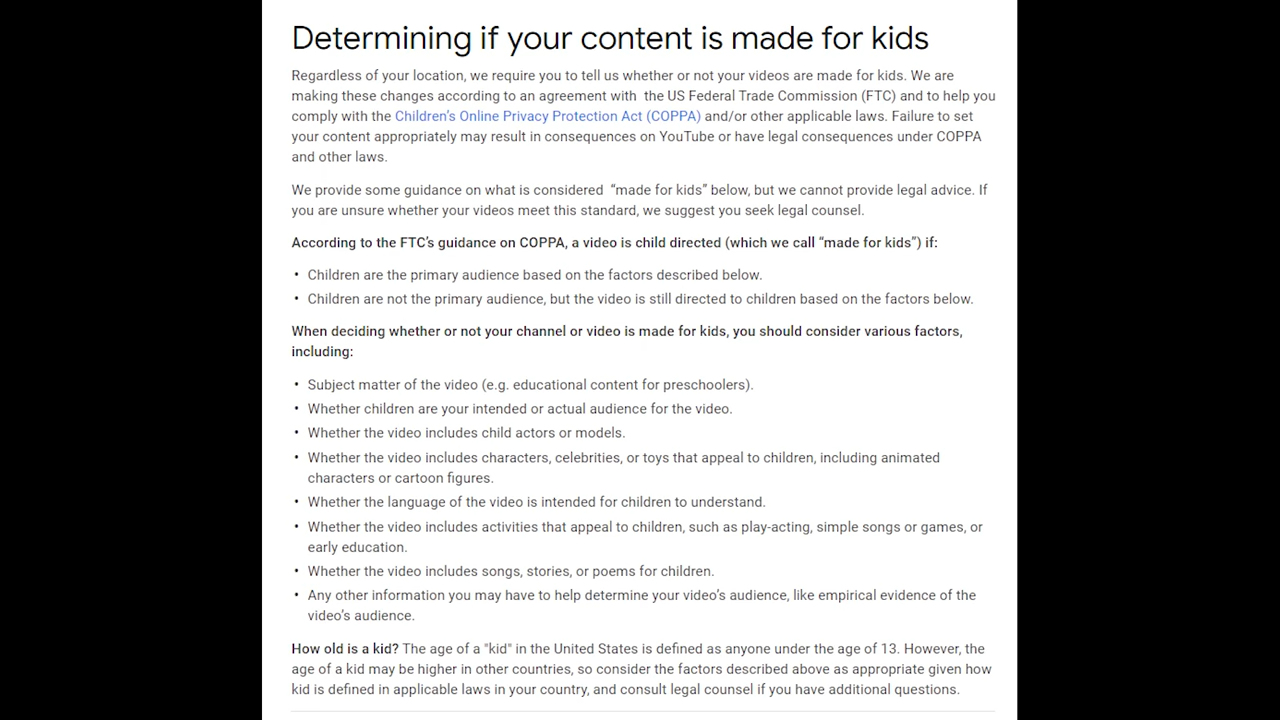 Determining if your content is made for kids
Regardless of your location, we require you to tell us whether or not your videos are made for kids. We are
making these changes according to an agreement with  the US Federal Trade Commission (FTC) and to help you
comply with the Children's Online Privacy Protection Act (COPPA) and/or other applicable laws. Failure to set
your content appropriately may result in consequences on YouTube or have legal consequences under COPPA
and other laws.
We provide some guidance on what is considered  “made for kids” below, but we cannot provide legal advice. If
you are unsure whether your videos meet this standard, we suggest you seek legal counsel.
According to the FTC’s guidance on COPPA, a video is child directed (which we call “made for kids”) if:
• Children are the primary audience based on the factors described below.
• Children are not the primary audience, but the video is still directed to children based on the factors below.
When deciding whether or not your channel or video is made for kids, you should consider various factors,
including:
• Subject matter of the video (e.g. educational content for preschoolers).
• Whether children are your intended or actual audience for the video.
• Whether the video includes child actors or models.
• Whether the video includes characters, celebrities, or toys that appeal to children, including animated
characters or cartoon figures.
• Whether the language of the video is intended for children to understand.
• Whether the video includes activities that appeal to children, such as play-acting, simple songs or games, or
early education.
• Whether the video includes songs, stories, or poems for children.
• Any other information you may have to help determine your video’s audience, like empirical evidence of the
video’s audience.
How old is a kid? The age of a "kid" in the United States is defined as anyone under the age of 13. However, the
age of a kid may be higher in other countries, so consider the factors described above as appropriate given how
kid is defined in applicable laws in your country, and consult legal counsel if you have additional questions.